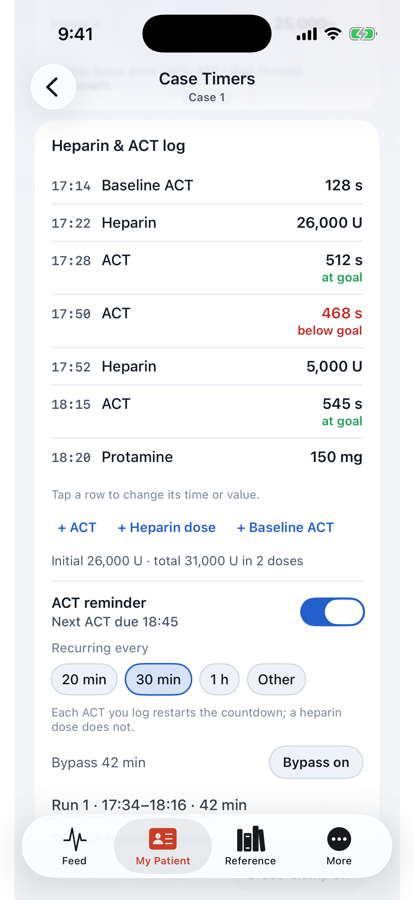 9:41
Case Timers
Case 1
Heparin & ACT log
17:14 Baseline ACT 128 s
17:22 Heparin 26,000 U
17:28 ACT 512 s
at goal
17:50 ACT 468 s
below goal
17:52 Heparin 5,000 U
18:15 ACT 545 s
at goal
18:20 Protamine 150 mg
Tap a row to change its time or value.
+ ACT + Heparin dose + Baseline ACT
Initial 26,000 U · total 31,000 U in 2 doses
ACT reminder
Next ACT due 18:45
Recurring every
20 min 30 min 1 h Other
Each ACT you log restarts the countdown; a heparin
dose does not.
Bypass 42 min Bypass on
Run 1 · 17:34–18:16 · 42 min
Feed My Patient Reference More